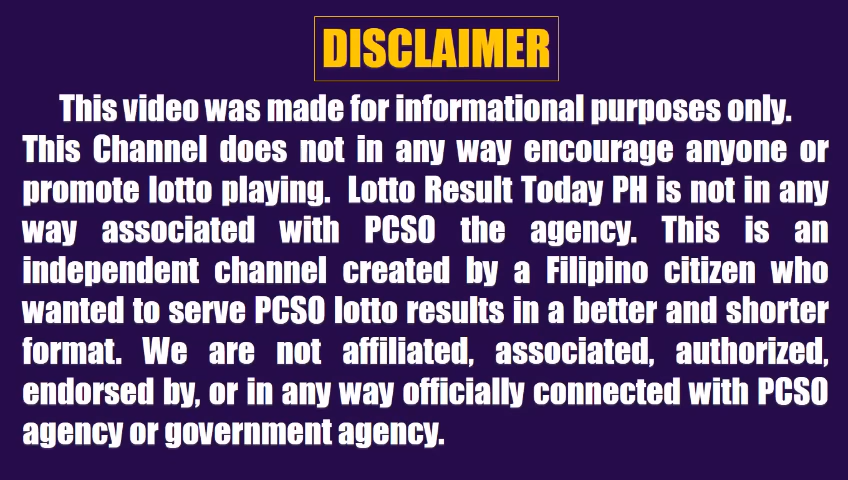 DISCLAIMER
This video was made for informational purposes only.
This Channel does not in any way encourage anyone or
promote lotto playing. Lotto Result Today PH is not in any
way associated with PCSO the agency. This is an
independent channel created by a Filipino citizen who
wanted to serve PCSO lotto results in a better and shorter
format. We are not affiliated, associated, authorized,
endorsed by, or in any way officially connected with PCSO
agency or government agency.